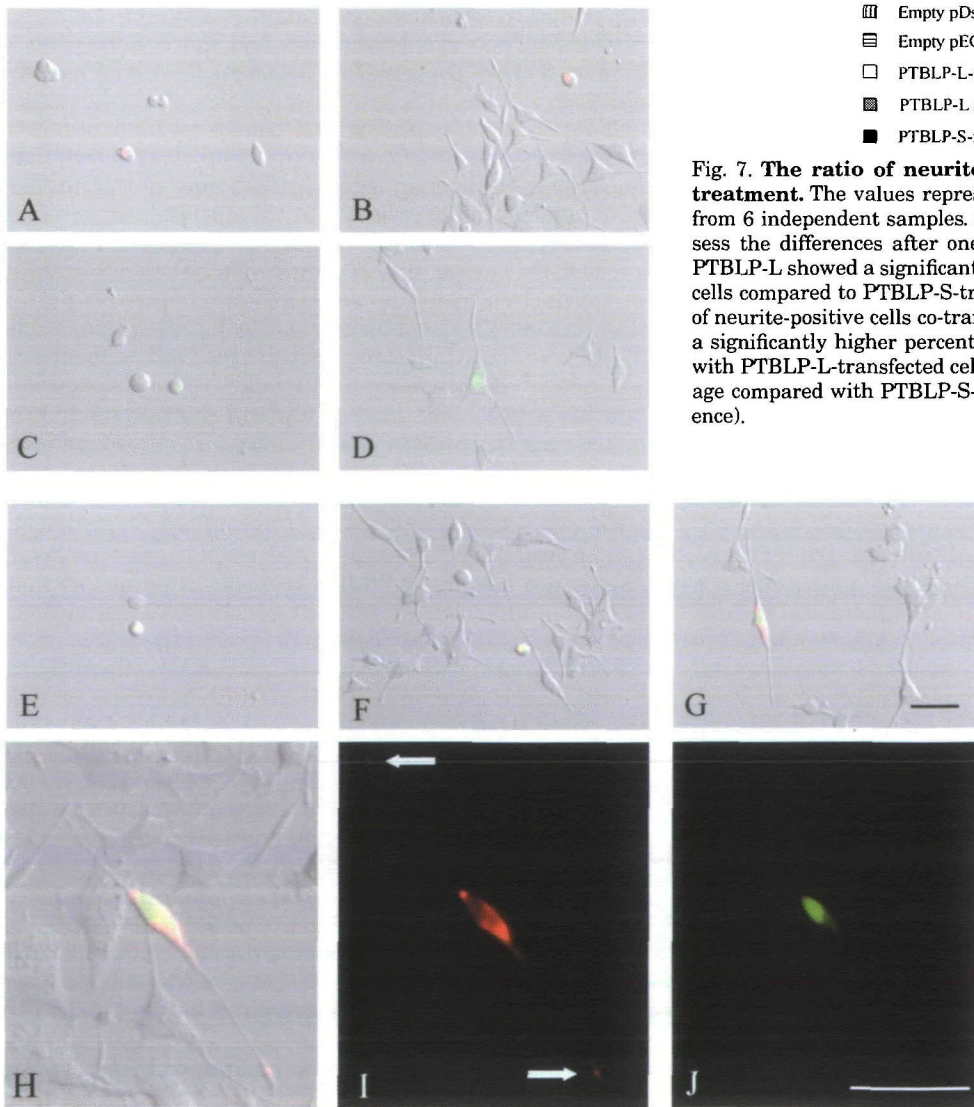 Empty pDs
Empty pEC
PTBLP-L-
PTBLP-L
PTBLP-S-
Fig. 7. The ratio of neurite
treatment. The values repres
from 6 independent samples.
sess the differences after one
PTBLP-L showed a significant
cells compared to PTBLP-S-tr
of neurite-positive cells co-tran
a significantly higher percent
with PTBLP-L-transfected cel
age compared with PTBLP-S-
ence).
A
B
C
D
E
F
G
H
I
J